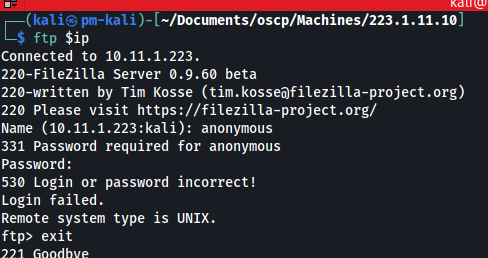 kali@
(kali㉿pm-kali)-[~/Documents/oscp/Machines/223.1.11.10]
$ ftp $ip
Connected to 10.11.1.223.
220-FileZilla Server 0.9.60 beta
220-written by Tim Kosse (tim.kosse@filezilla-project.org)
220 Please visit https://filezilla-project.org/
Name (10.11.1.223:kali): anonymous
331 Password required for anonymous
Password:
530 Login or password incorrect!
Login failed.
Remote system type is UNIX.
ftp> exit
221 Goodbye